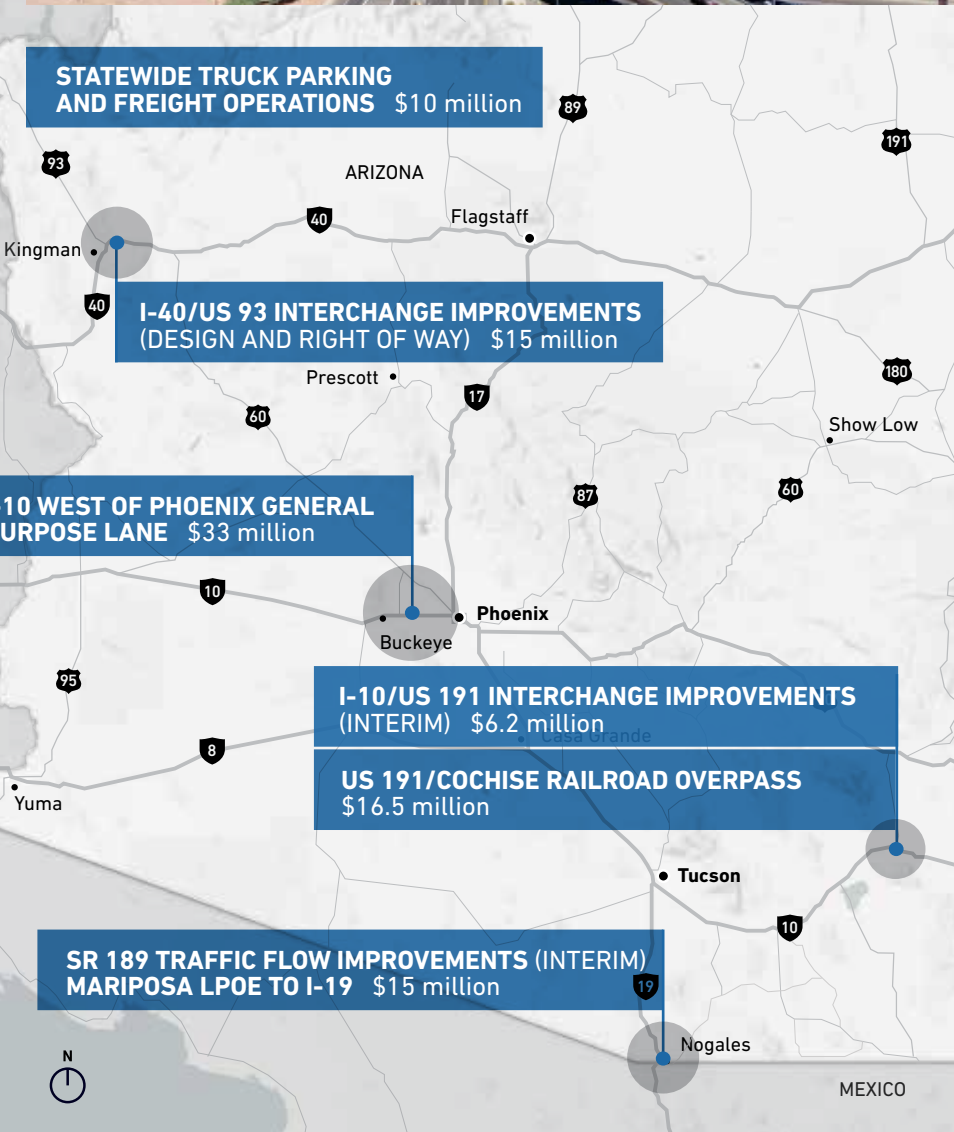 STATEWIDE TRUCK PARKING
AND FREIGHT OPERATIONS $10 million
89
191
93
ARIZONA
40
Flagstaff
Kingman
40
I-40/US 93 INTERCHANGE IMPROVEMENTS
(DESIGN AND RIGHT OF WAY) $15 million
Prescott
17
180
60
Show Low
-10 WEST OF PHOENIX GENERAL
URPOSE LANE $33 million
87
60
10
Phoenix
Buckeye
95
I-10/US 191 INTERCHANGE IMPROVEMENTS
(INTERIM) $6.2 million
Casa Grande
8
US 191/COCHISE RAILROAD OVERPASS
$16.5 million
Yuma
Tucson
10
SR 189 TRAFFIC FLOW IMPROVEMENTS (INTERIM)
MARIPOSA LPOE TO I-19 $15 million
19
Nogales
N
MEXICO